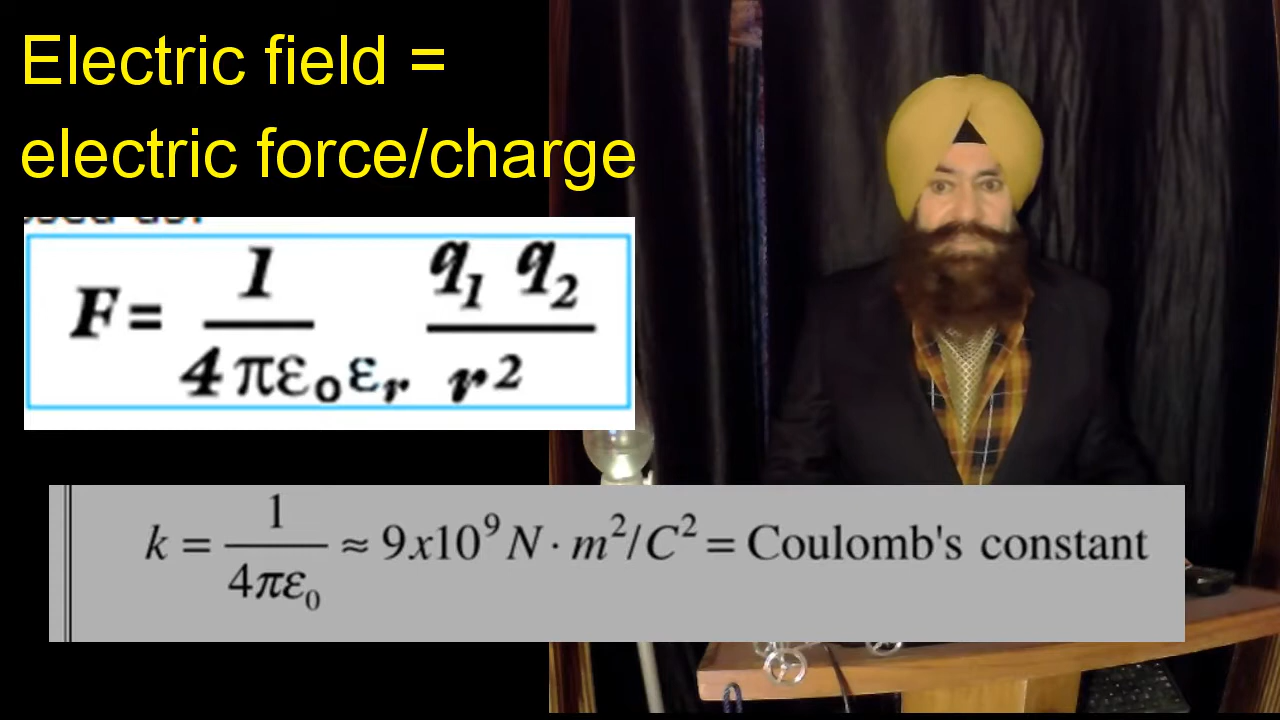 Electric field =
electric force/charge
F = 1/4πε₀εᵣ q₁ q₂/r²
k = 1/4πε₀ ≈ 9x10⁹ N · m²/C² = Coulomb's constant